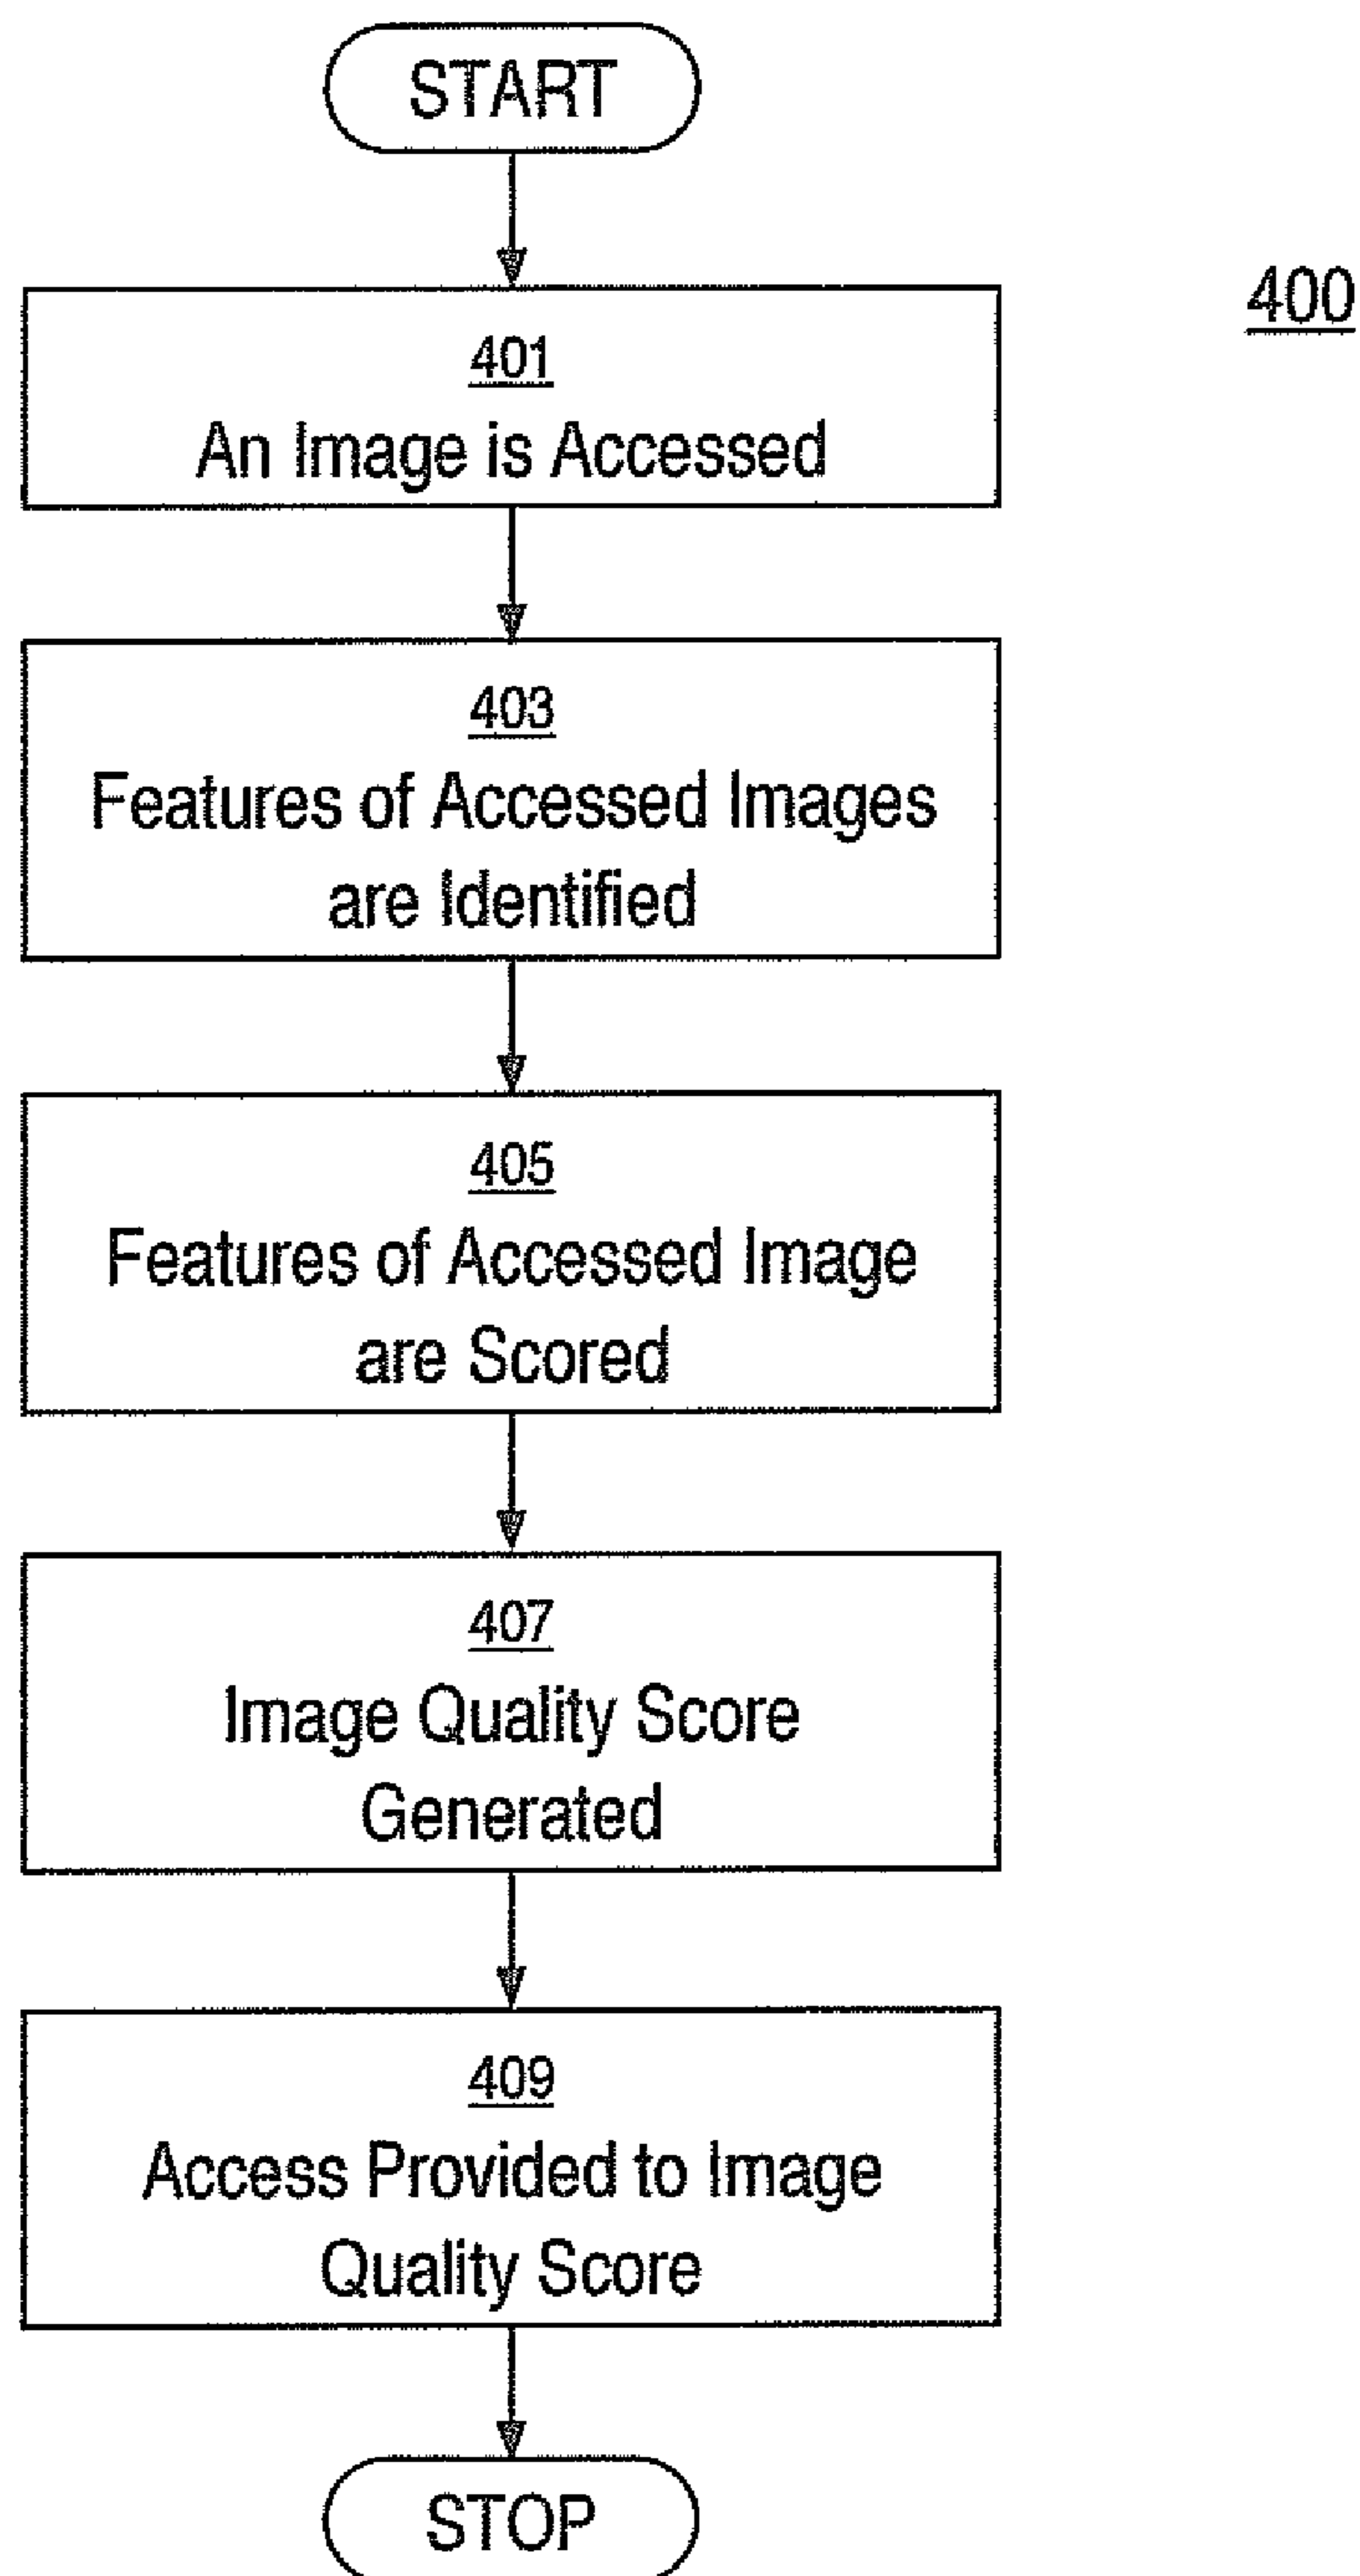 START
400
401
An Image is Accessed
403
Features of Accessed Images
are Identified
405
Features of Accessed Image
are Scored
407
Image Quality Score
Generated
409
Access Provided to Image
Quality Score
STOP